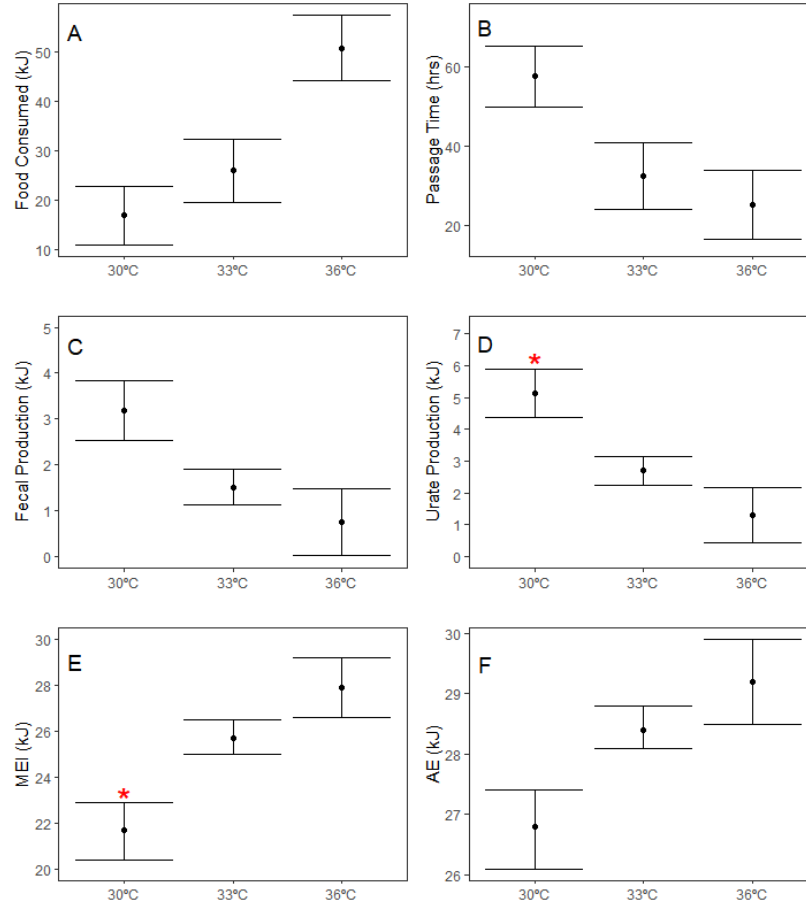 A
Food Consumed (kJ)
50
40
30
20
10
30ºC 33ºC 36ºC
B
Passage Time (hrs)
60
40
20
30ºC 33ºC 36ºC
C
Fecal Production (kJ)
5
4
3
2
1
0
30ºC 33ºC 36ºC
D
*
Urate Production (kJ)
7
6
5
4
3
2
1
0
30ºC 33ºC 36ºC
E
MEI (kJ)
30
28
26
24
22
20
*
30ºC 33ºC 36ºC
F
AE (kJ)
30
29
28
27
26
30ºC 33ºC 36ºC